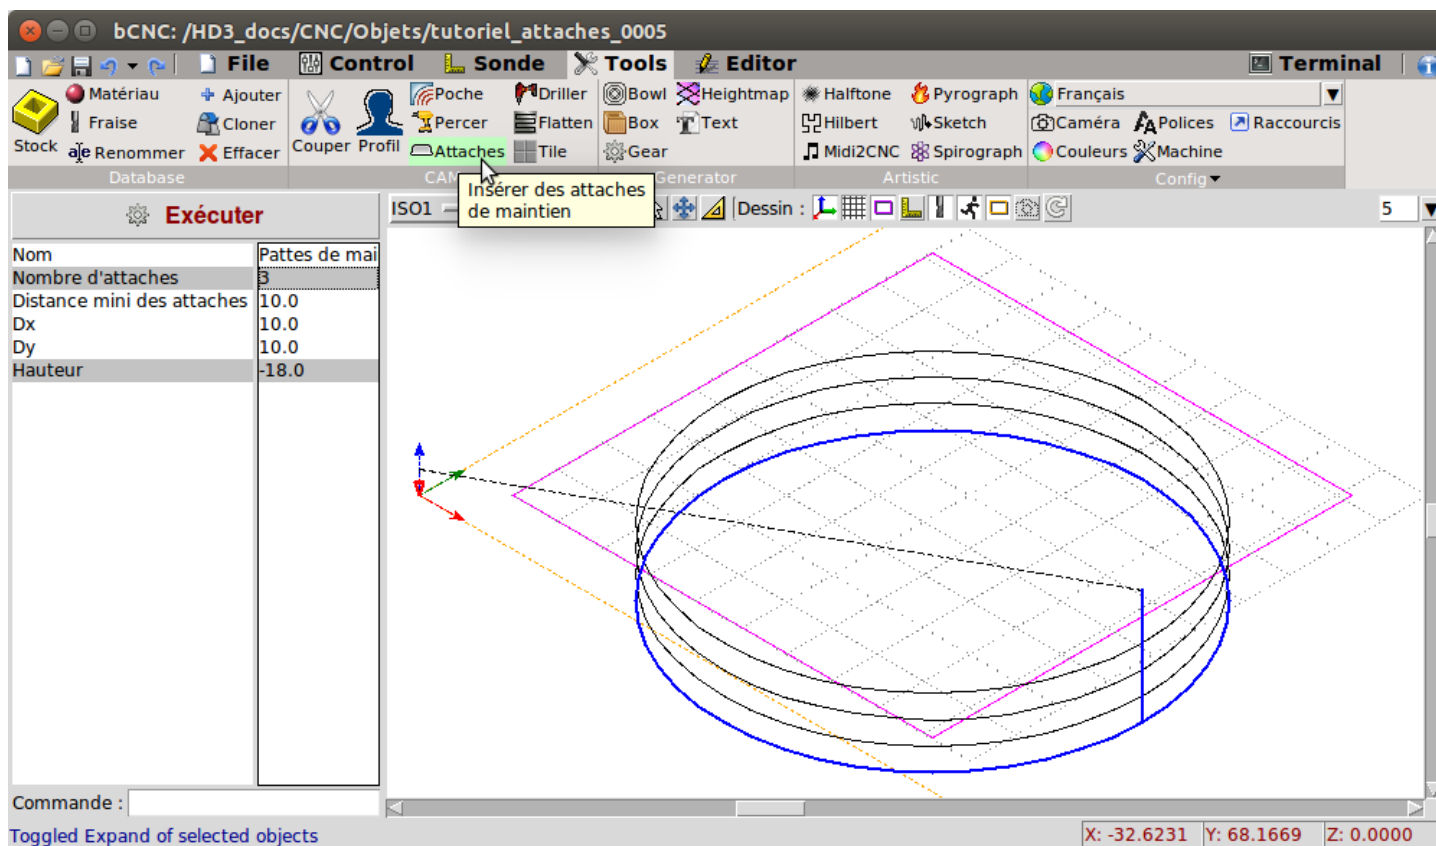 bCNC: /HD3_docs/CNC/Objets/tutoriel_attaches_0005
File Control Sonde Tools Editor Terminal
Matériau Ajouter Poche Driller Bowl Heightmap Halftone Pyrograph Français
Fraise Cloner Percer Flatten Box Text Hilbert Sketch Caméra Polices Raccourcis
Stock Renommer Effacer Couper Profil Attaches Tile Gear Midi2CNC Spirograph Couleurs Machine
Database CAM Generator Artistic Config
Insérer des attaches
de maintien
Exécuter
ISO1 Dessin : 5
Nom Pattes de mai
Nombre d'attaches 3
Distance mini des attaches 10.0
Dx 10.0
Dy 10.0
Hauteur -18.0
Commande :
Toggled Expand of selected objects X: -32.6231 Y: 68.1669 Z: 0.0000